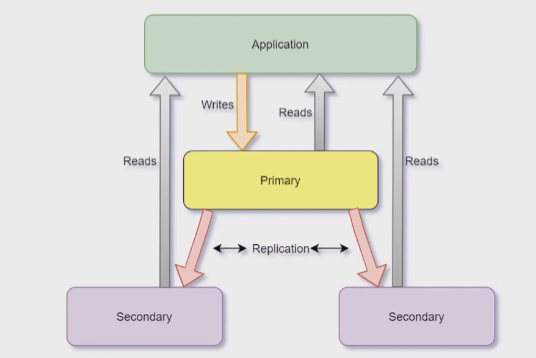 Application
Writes
Reads
Reads
Reads
Primary
Replication
Secondary
Secondary